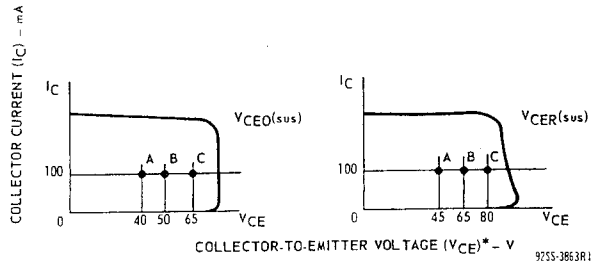 COLLECTOR CURRENT (IC) – mA
IC
VCEO(sus)
A B C
100
0 40 50 65 VCE
IC
VCER(sus)
A B C
100
0 45 65 80 VCE
COLLECTOR-TO-EMITTER VOLTAGE (VCE)* – V
92SS-3863R1